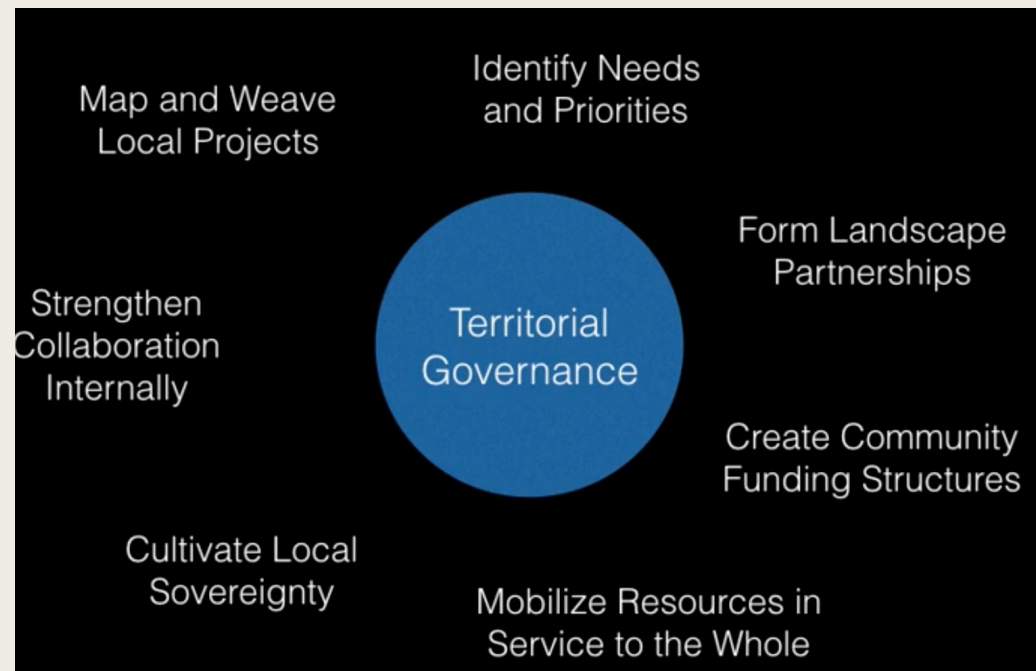 Identify Needs
and Priorities
Map and Weave
Local Projects
Form Landscape
Partnerships
Strengthen
Collaboration
Internally
Territorial
Governance
Create Community
Funding Structures
Cultivate Local
Sovereignty
Mobilize Resources in
Service to the Whole